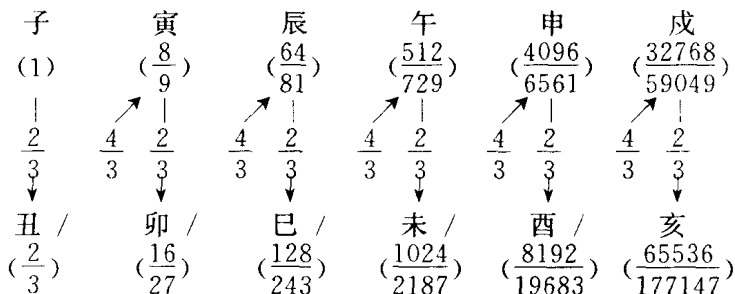 子 寅 辰 午 申 戌
(1) (8/9) (64/81) (512/729) (4096/6561) (32768/59049)
2/3 4/3 2/3 4/3 2/3 4/3 2/3 4/3 2/3 4/3 2/3
丑 / 卯 / 巳 / 未 / 酉 / 亥
(2/3) (16/27) (128/243) (1024/2187) (8192/19683) (65536/177147)